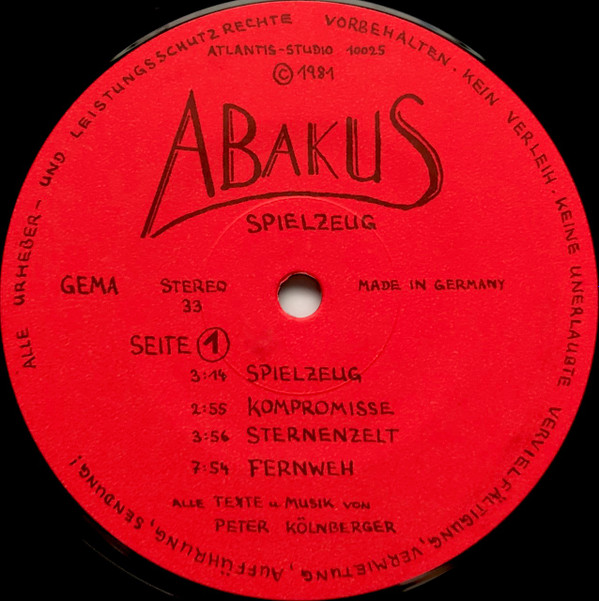 ALLE URHEBER- UND LEISTUNGSSCHUTZRECHTE VORBEHALTEN. KEIN VERLEIH. KEINE UNERLAUBTE VERVIELFÄLTIGUNG, VERMIETUNG, AUFFÜHRUNG, SENDUNG!
ATLANTIS-STUDIO 10025
© 1981
ABAKUS
SPIELZEUG
GEMA STEREO MADE IN GERMANY
33
SEITE 1
3:14 SPIELZEUG
2:55 KOMPROMISSE
3:56 STERNENZELT
7:54 FERNWEH
ALLE TEXTE u. MUSIK VON
PETER KÖLNBERGER